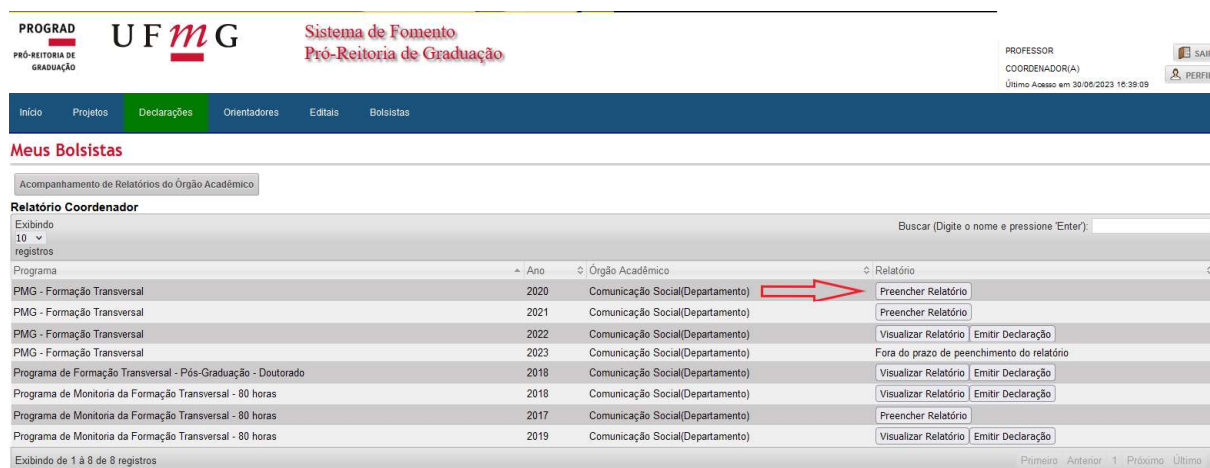 PROGRAD
PRÓ-REITORIA DE
GRADUAÇÃO
UFMG
Sistema de Fomento
Pró-Reitoria de Graduação
PROFESSOR
COORDENADOR(A)
Último Acesso em 30/06/2023 16:39:09
SAIR
PERFIL
Início Projetos Declarações Orientadores Editais Bolsistas
Meus Bolsistas
Acompanhamento de Relatórios do Órgão Acadêmico
Relatório Coordenador
Exibindo
10
registros
Buscar (Digite o nome e pressione 'Enter'):
Programa Ano Órgão Acadêmico Relatório
PMG - Formação Transversal 2020 Comunicação Social(Departamento) Preencher Relatório
PMG - Formação Transversal 2021 Comunicação Social(Departamento) Preencher Relatório
PMG - Formação Transversal 2022 Comunicação Social(Departamento) Visualizar Relatório Emitir Declaração
PMG - Formação Transversal 2023 Comunicação Social(Departamento) Fora do prazo de peenchimento do relatório
Programa de Formação Transversal - Pós-Graduação - Doutorado 2018 Comunicação Social(Departamento) Visualizar Relatório Emitir Declaração
Programa de Monitoria da Formação Transversal - 80 horas 2018 Comunicação Social(Departamento) Visualizar Relatório Emitir Declaração
Programa de Monitoria da Formação Transversal - 80 horas 2017 Comunicação Social(Departamento) Preencher Relatório
Programa de Monitoria da Formação Transversal - 80 horas 2019 Comunicação Social(Departamento) Visualizar Relatório Emitir Declaração
Exibindo de 1 à 8 de 8 registros
Primeiro Anterior 1 Próximo Último